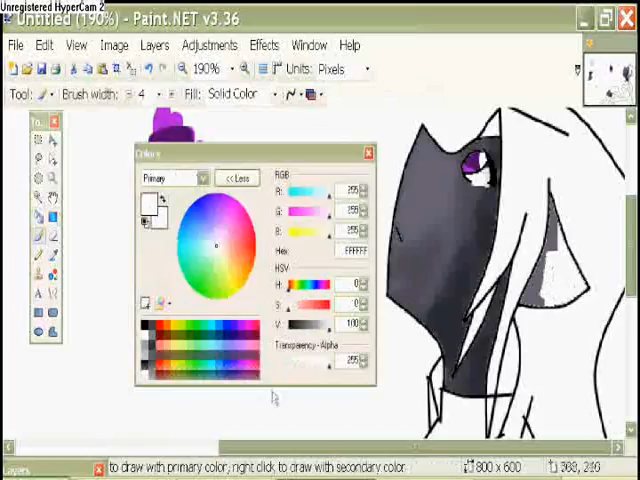 Unregistered HyperCam 2
Untitled (190%) - Paint.NET v3.36
File Edit View Image Layers Adjustments Effects Window Help
190% Units: Pixels
Tool: Brush width: 4 Fill: Solid Color
To...
Colors
Primary << Less
RGB
R: 255
G: 255
B: 255
Hex: FFFFFF
HSV
H: 0
S: 0
V: 100
Transparency - Alpha
255
Layers
to draw with primary color; right click to draw with secondary color 800 x 600